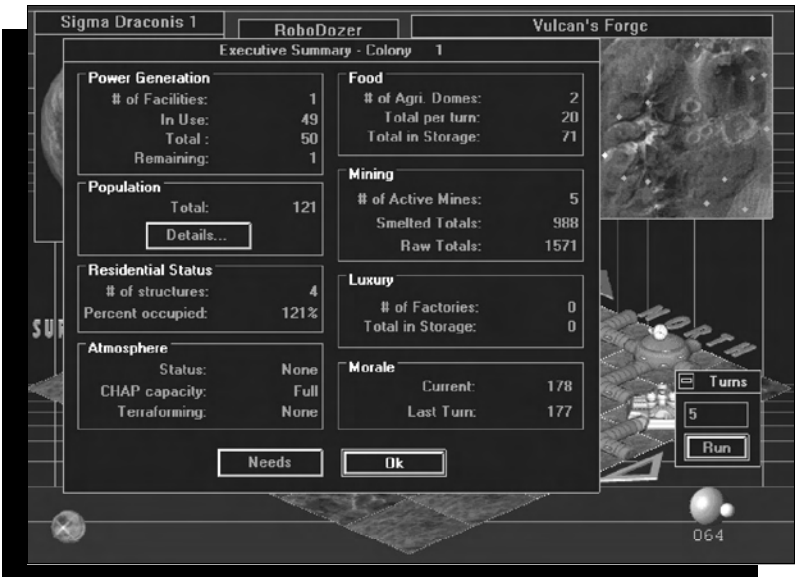 Sigma Draconis 1
RoboDozer
Vulcan's Forge
Executive Summary - Colony 1
Power Generation
# of Facilities: 1
In Use: 49
Total : 50
Remaining: 1
Population
Total: 121
Details...
Residential Status
# of structures: 4
Percent occupied: 121%
Atmosphere
Status: None
CHAP capacity: Full
Terraforming: None
Food
# of Agri. Domes: 2
Total per turn: 20
Total in Storage: 71
Mining
# of Active Mines: 5
Smelted Totals: 988
Raw Totals: 1571
Luxury
# of Factories: 0
Total in Storage: 0
Morale
Current: 178
Last Turn: 177
Needs
Ok
SUR
NORTH
Turns
5
Run
064